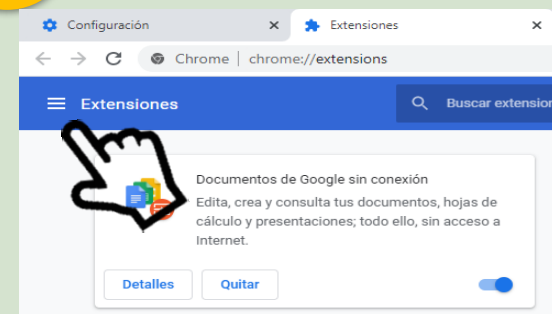 Configuración
Extensiones
Chrome | chrome://extensions
Extensiones
Buscar extension
Documentos de Google sin conexión
Edita, crea y consulta tus documentos, hojas de
cálculo y presentaciones; todo ello, sin acceso a
Internet.
Detalles
Quitar